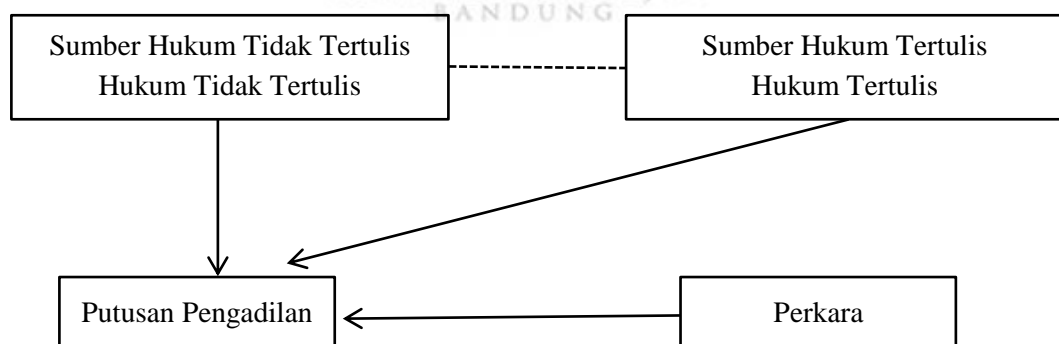 BANDUNG
Sumber Hukum Tidak Tertulis
Hukum Tidak Tertulis
Sumber Hukum Tertulis
Hukum Tertulis
Putusan Pengadilan
Perkara